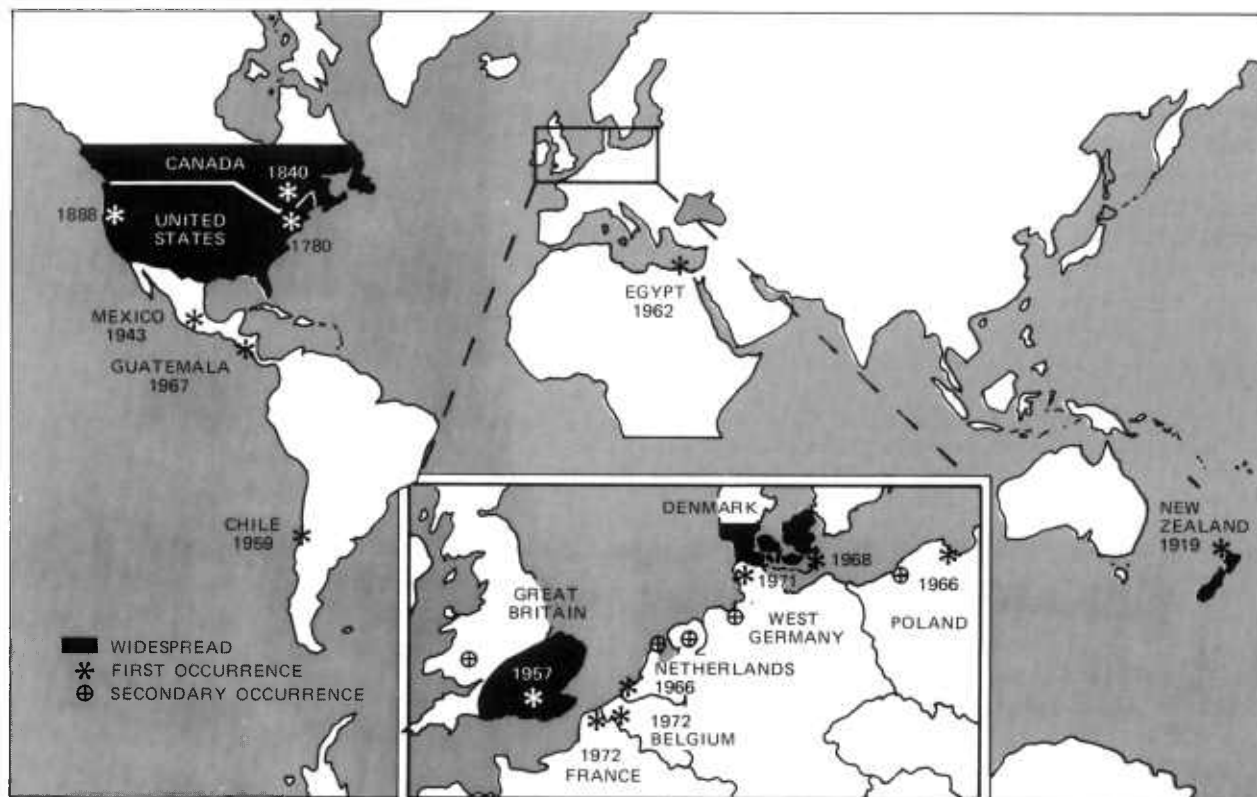 CANADA
1840
1888
UNITED
STATES
1780
MEXICO
1943
GUATEMALA
1967
CHILE
1959
EGYPT
1962
NEW
ZEALAND
1919
WIDESPREAD
FIRST OCCURRENCE
SECONDARY OCCURRENCE
DENMARK
1968
1971
1966
GREAT
BRITAIN
WEST
GERMANY
POLAND
1957
NETHERLANDS
1966
1972
BELGIUM
1972
FRANCE